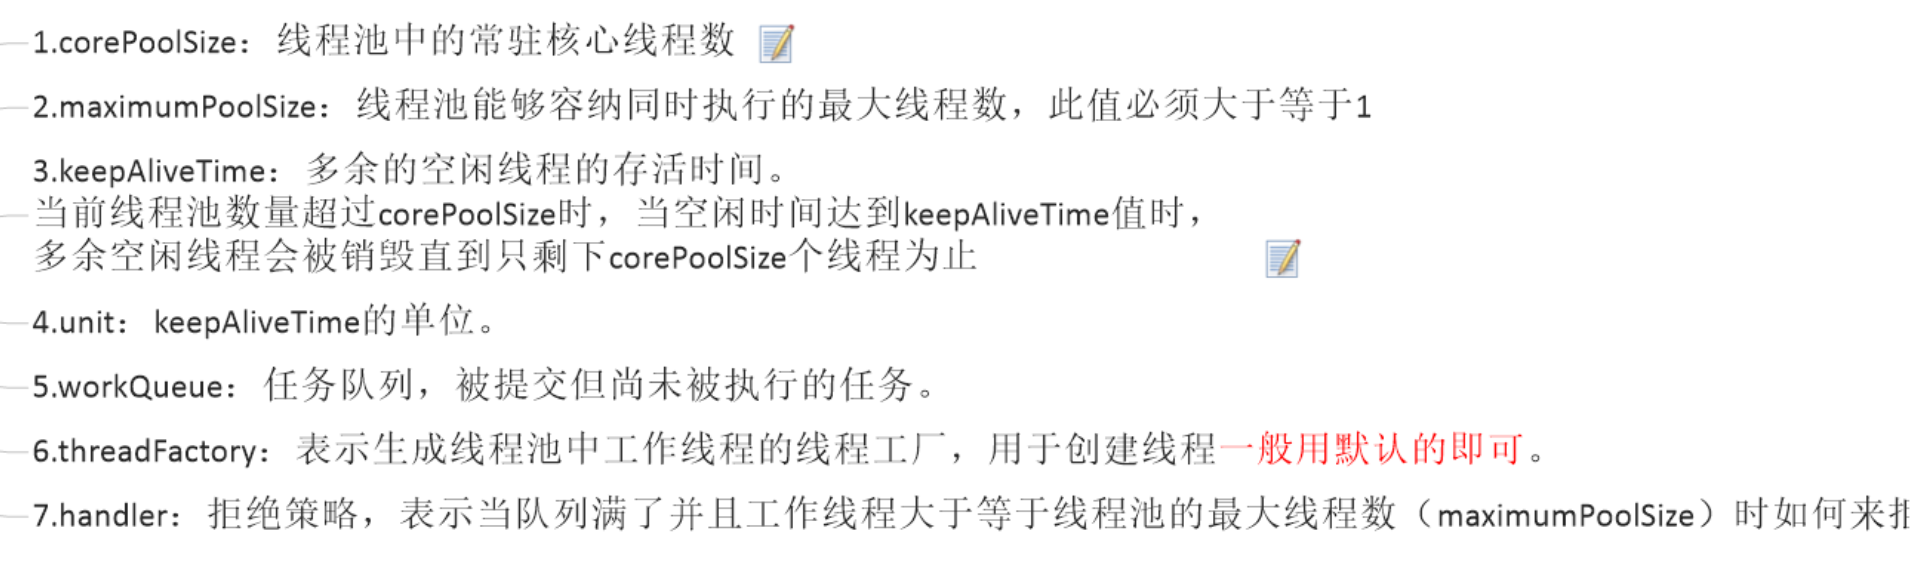 1.corePoolSize：线程池中的常驻核心线程数
2.maximumPoolSize：线程池能够容纳同时执行的最大线程数，此值必须大于等于1
3.keepAliveTime：多余的空闲线程的存活时间。
当前线程池数量超过corePoolSize时，当空闲时间达到keepAliveTime值时，
多余空闲线程会被销毁直到只剩下corePoolSize个线程为止
4.unit：keepAliveTime的单位。
5.workQueue：任务队列，被提交但尚未被执行的任务。
6.threadFactory：表示生成线程池中工作线程的线程工厂，用于创建线程一般用默认的即可。
7.handler：拒绝策略，表示当队列满了并且工作线程大于等于线程池的最大线程数（maximumPoolSize）时如何来